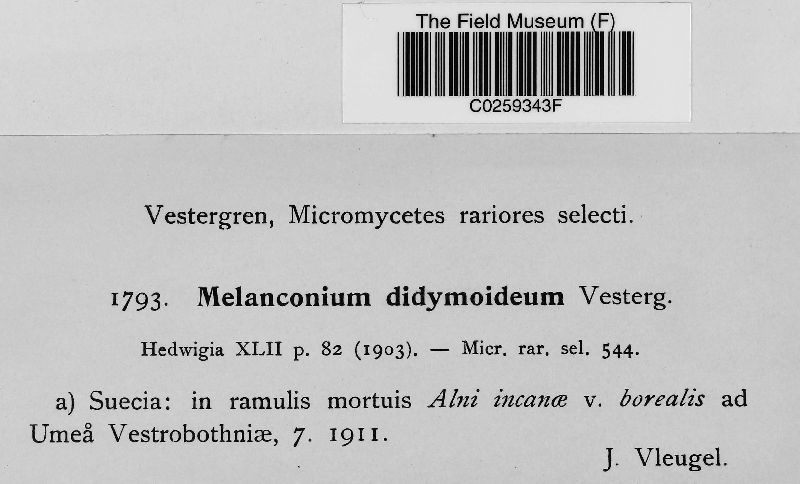 The Field Museum (F)
C0259343F
Vestergren, Micromycetes rariores selecti.
1793. Melanconium didymoideum Vesterg.
Hedwigia XLII p. 82 (1903). — Micr. rar. sel. 544.
a) Suecia: in ramulis mortuis Alni incanæ v. borealis ad
Umeå Vestrobothniæ, 7. 1911.
J. Vleugel.